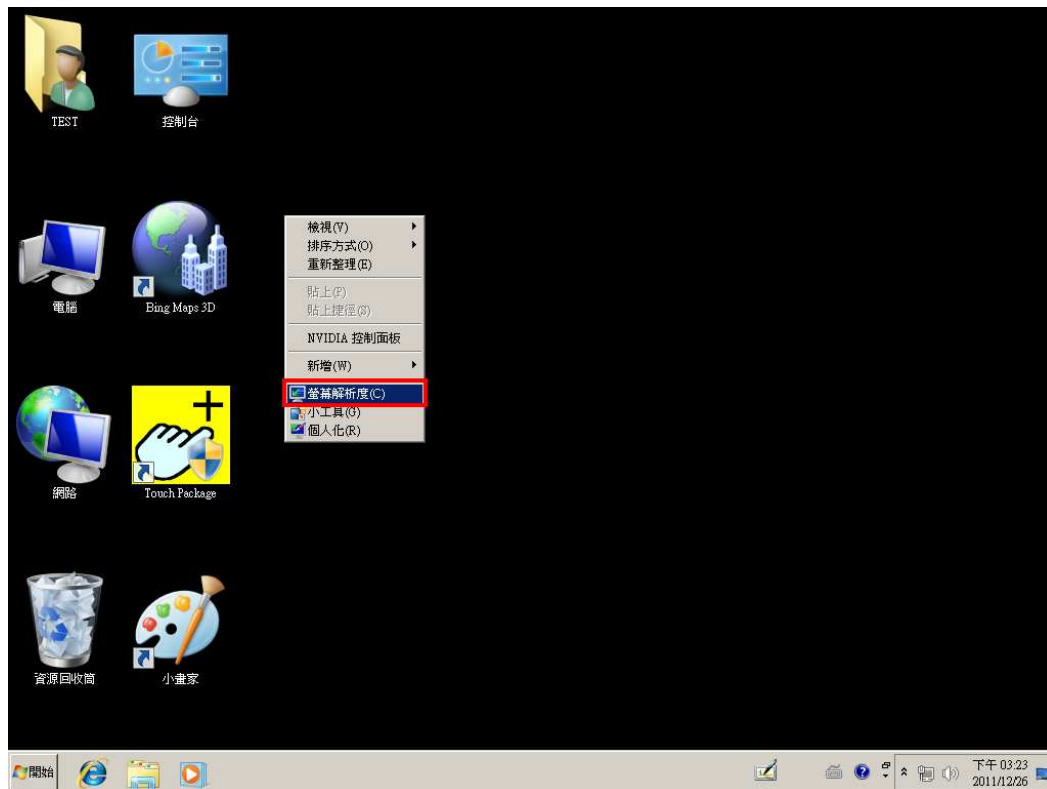 TEST
控制台
電腦
Bing Maps 3D
網路
Touch Package
資源回收筒
小畫家
檢視(V)
排序方式(O)
重新整理(E)
貼上(P)
貼上捷徑(S)
NVIDIA 控制面板
新增(W)
螢幕解析度(C)
小工具(G)
個人化(R)
開始
下午 03:23
2011/12/26